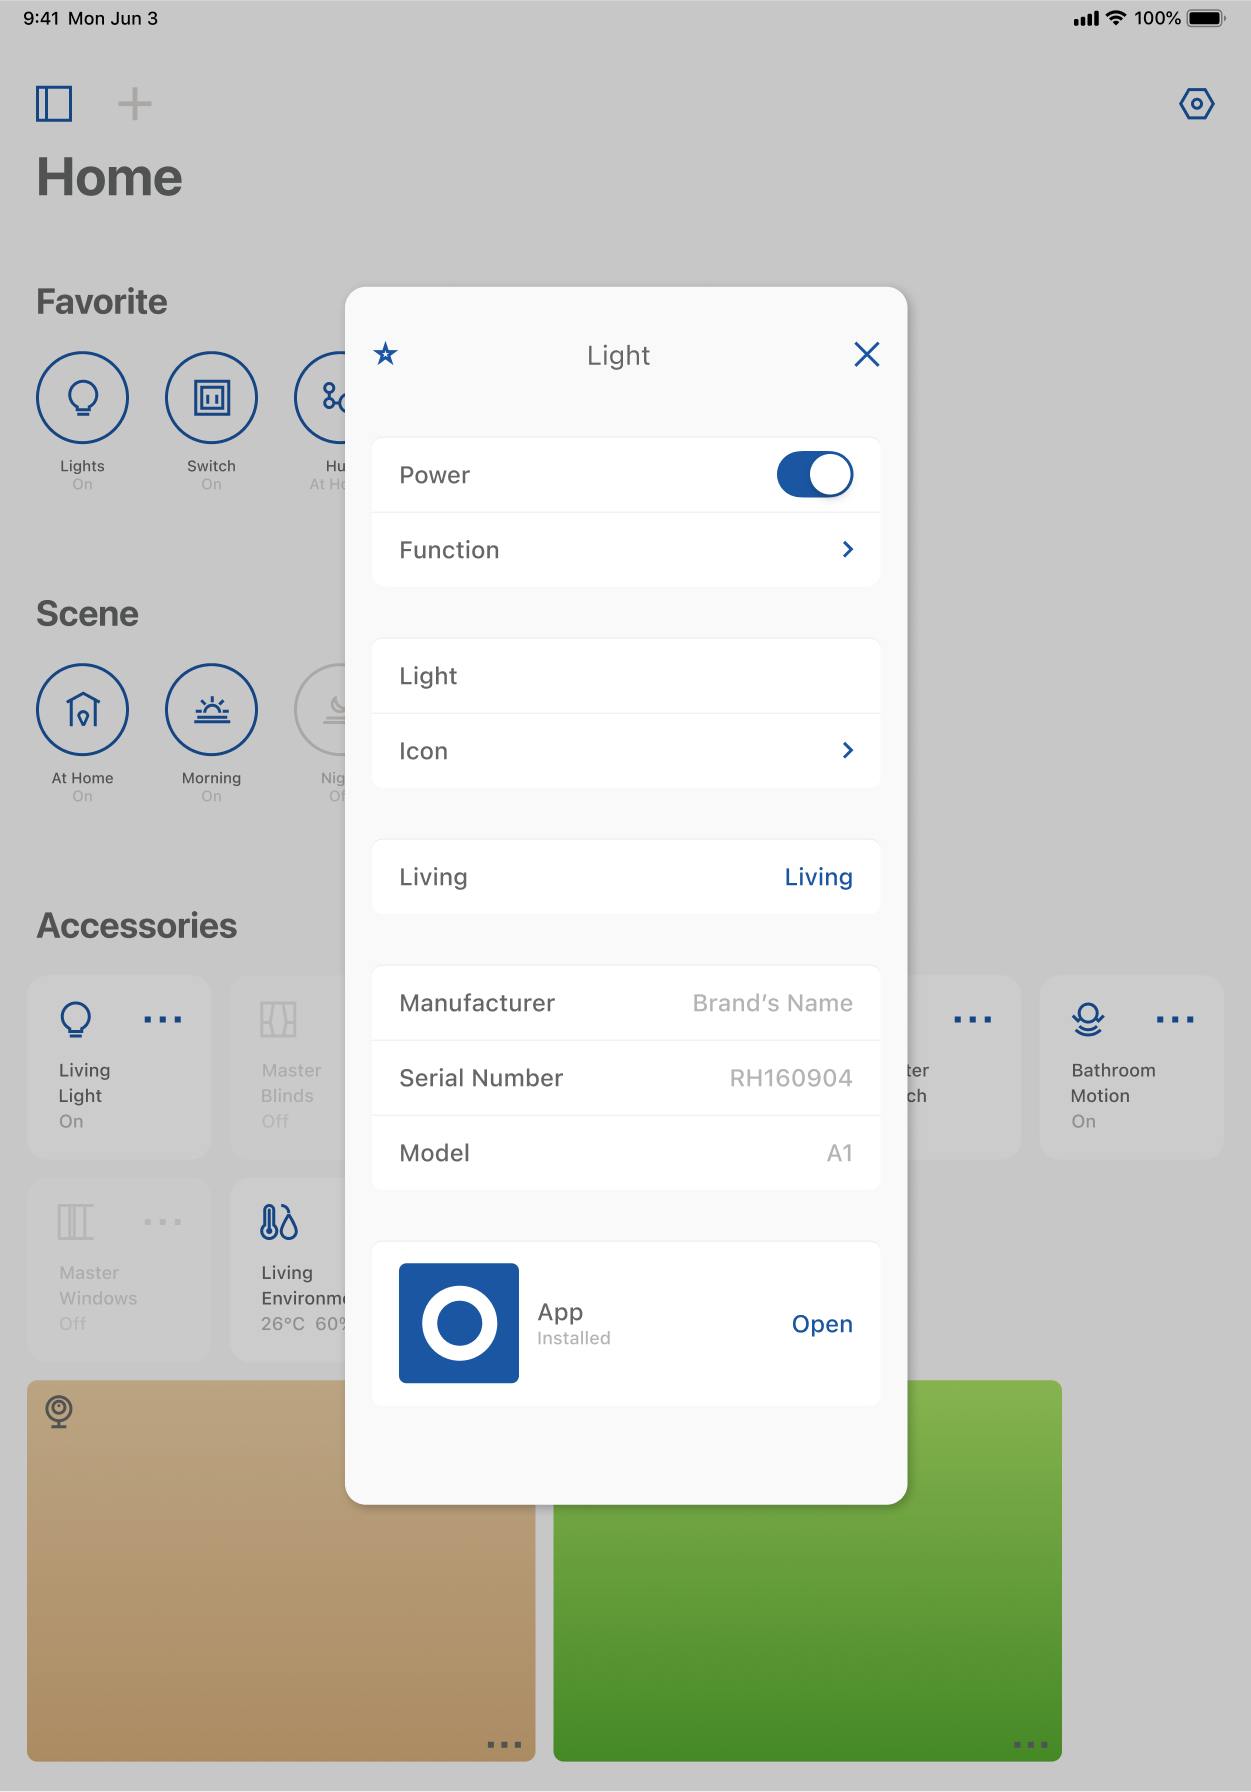 9:41 Mon Jun 3
100%
Home
Favorite
Lights
On
Switch
On
Hu
At Ho
Scene
At Home
On
Morning
On
Nig
Of
Accessories
Living
Light
On
Master
Blinds
Off
ter
ch
Bathroom
Motion
On
Master
Windows
Off
Living
Environme
26°C 60%
Light
Power
Function
Light
Icon
Living Living
Manufacturer Brand’s Name
Serial Number RH160904
Model A1
App
Installed
Open